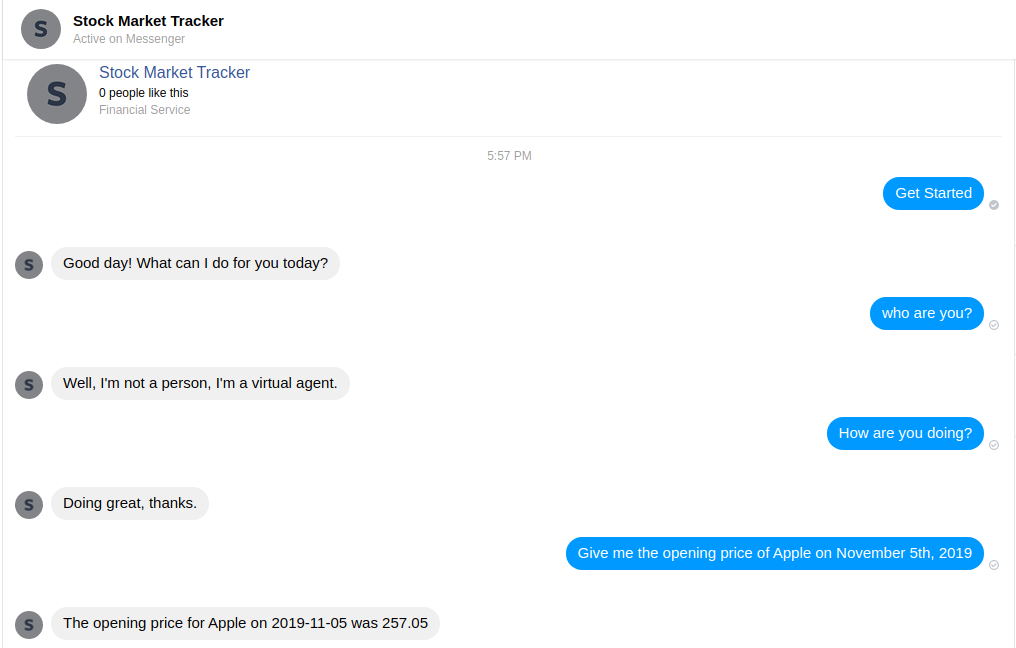 S
Stock Market Tracker
Active on Messenger
S
Stock Market Tracker
0 people like this
Financial Service
5:57 PM
Get Started
S
Good day! What can I do for you today?
who are you?
S
Well, I'm not a person, I'm a virtual agent.
How are you doing?
S
Doing great, thanks.
Give me the opening price of Apple on November 5th, 2019
S
The opening price for Apple on 2019-11-05 was 257.05